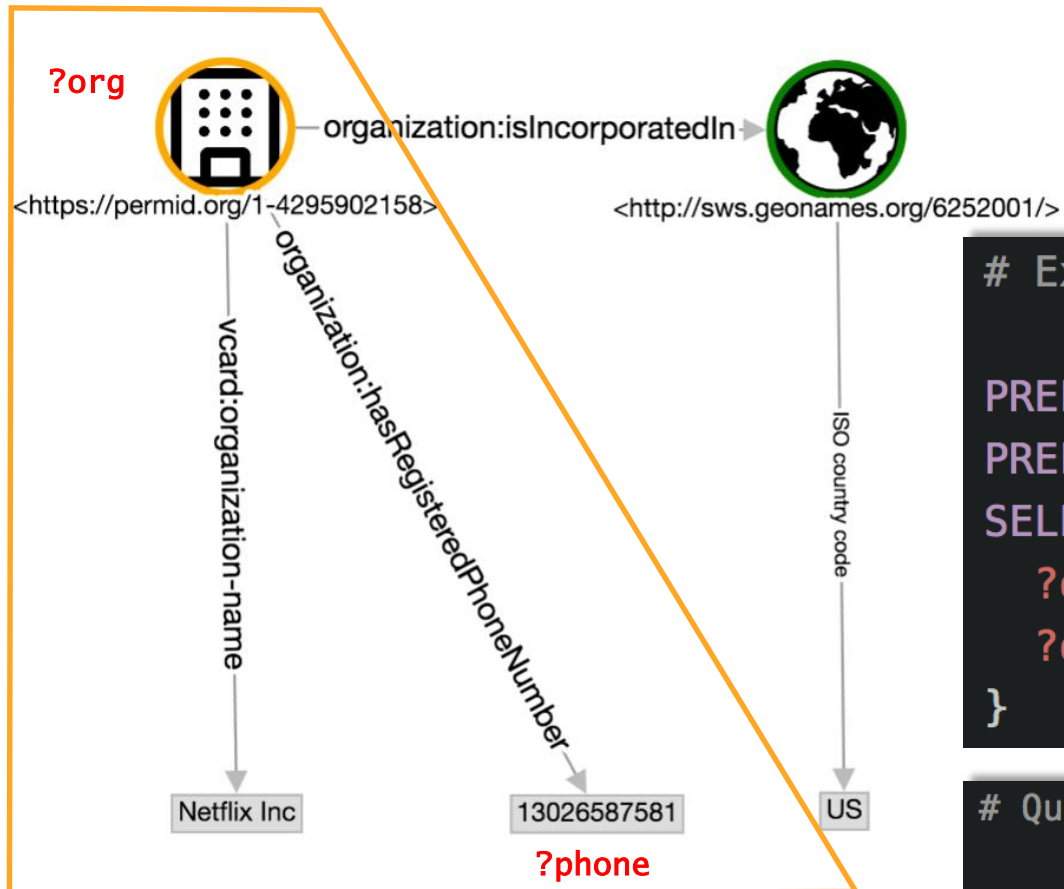 ?org
organization:isIncorporatedIn
<https://permid.org/1-4295902158>
<http://sws.geonames.org/6252001/>
vcard:organization-name
organization:hasRegisteredPhoneNumber
ISO country code
Netflix Inc
13026587581
US
?phone
#
?
?
}
#